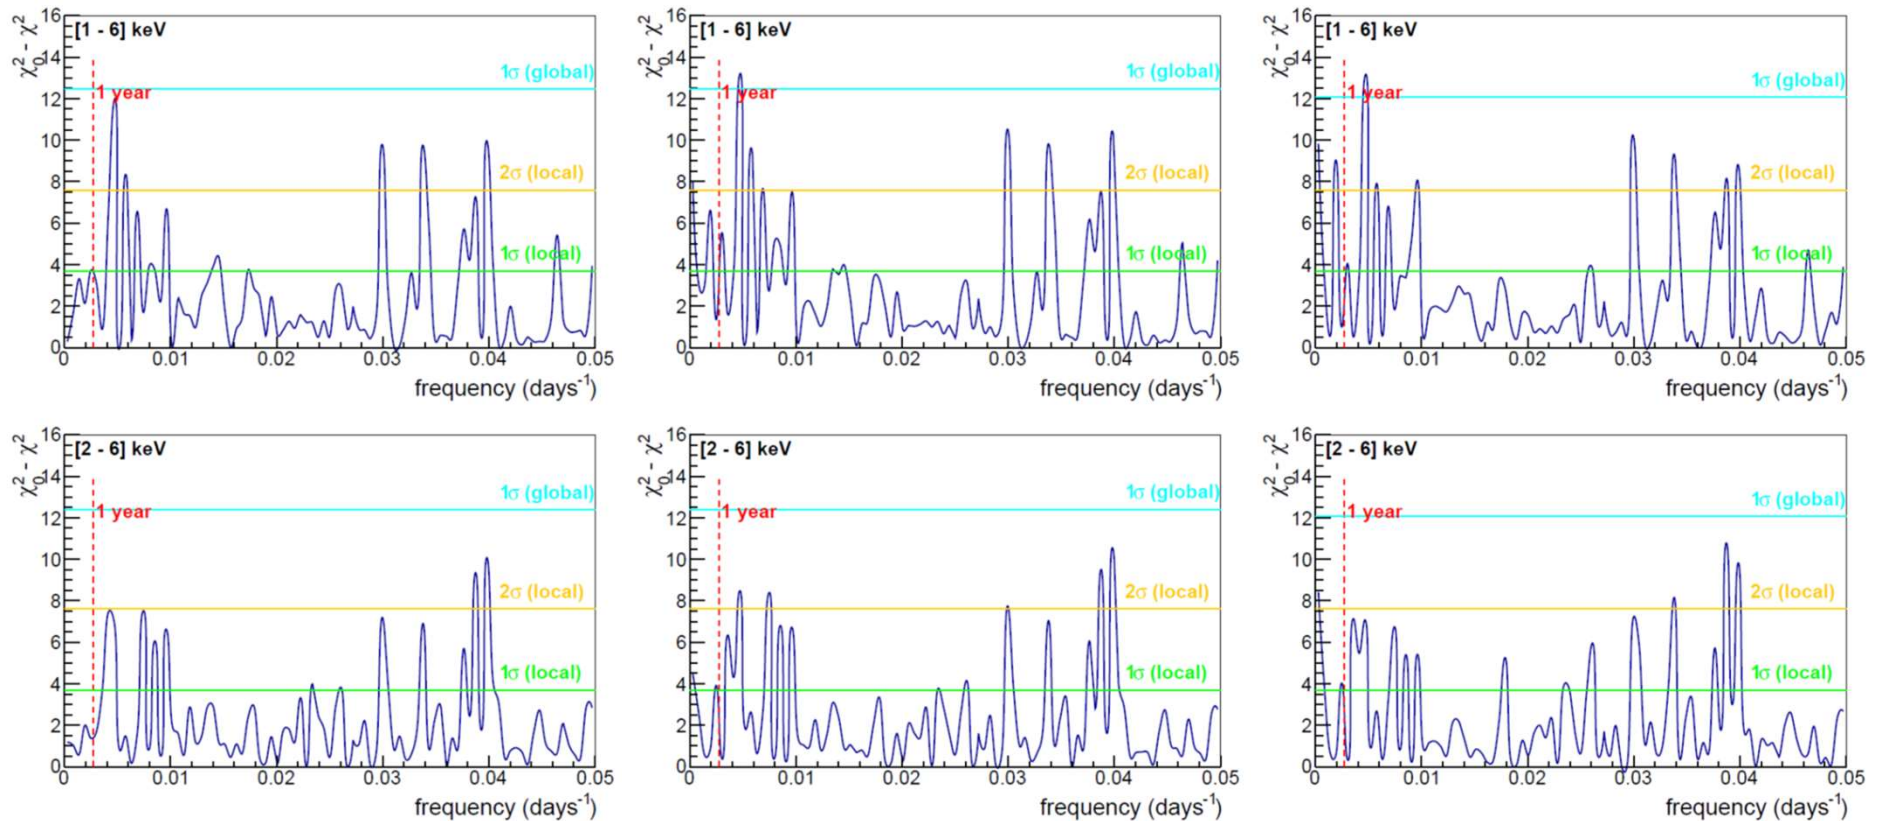 [1 - 6] keV
χ₀² - χ²
1σ (global)
1 year
2σ (local)
1σ (local)
16
14
12
10
8
6
4
2
0
0 0.01 0.02 0.03 0.04 0.05
frequency (days⁻¹)
[1 - 6] keV
χ₀² - χ²
1σ (global)
1 year
2σ (local)
1σ (local)
16
14
12
10
8
6
4
2
0
0 0.01 0.02 0.03 0.04 0.05
frequency (days⁻¹)
[1 - 6] keV
χ₀² - χ²
1σ (global)
1 year
2σ (local)
1σ (local)
16
14
12
10
8
6
4
2
0
0 0.01 0.02 0.03 0.04 0.05
frequency (days⁻¹)
[2 - 6] keV
χ₀² - χ²
1σ (global)
1 year
2σ (local)
1σ (local)
16
14
12
10
8
6
4
2
0
0 0.01 0.02 0.03 0.04 0.05
frequency (days⁻¹)
[2 - 6] keV
χ₀² - χ²
1σ (global)
1 year
2σ (local)
1σ (local)
16
14
12
10
8
6
4
2
0
0 0.01 0.02 0.03 0.04 0.05
frequency (days⁻¹)
[2 - 6] keV
χ₀² - χ²
1σ (global)
1 year
2σ (local)
1σ (local)
16
14
12
10
8
6
4
2
0
0 0.01 0.02 0.03 0.04 0.05
frequency (days⁻¹)